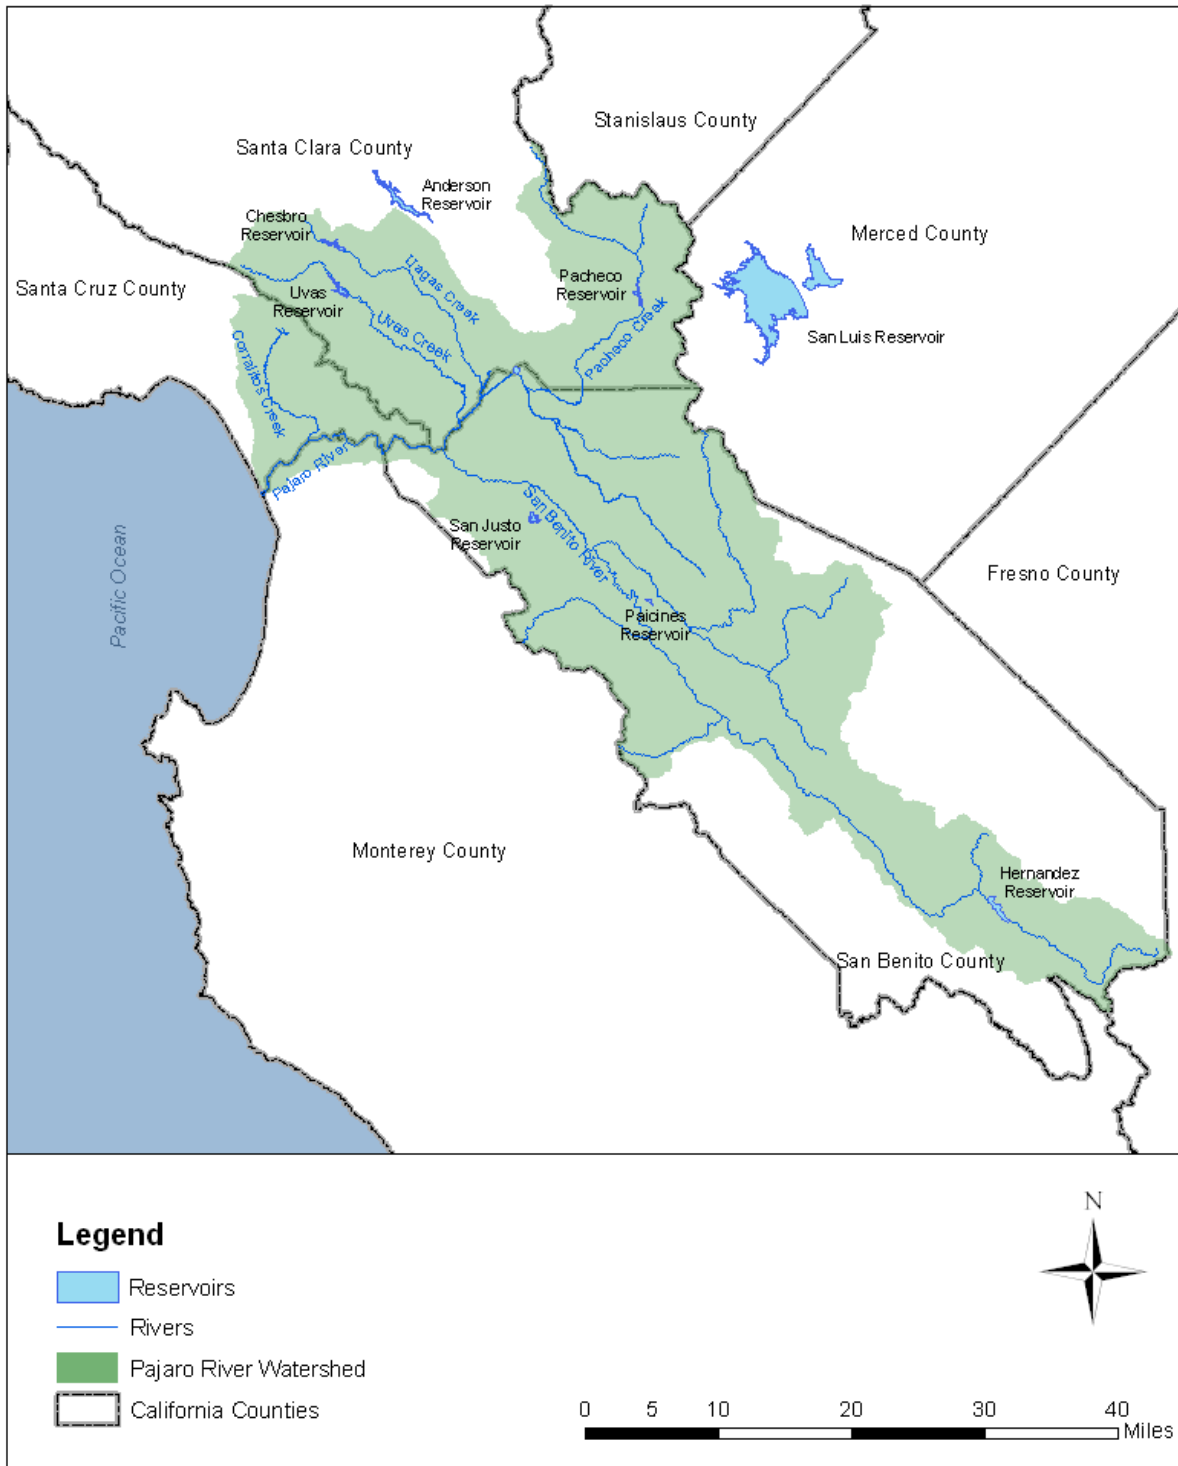 Stanislaus County
Santa Clara County
Anderson
Reservoir
Chesbro
Reservoir
Merced County
Llagas Creek
Pacheco
Reservoir
Santa Cruz County
Uvas
Reservoir
Uvas Creek
Pacheco Creek
San Luis Reservoir
Corralitos Creek
Pajaro River
San Benito River
San Justo
Reservoir
Pacific Ocean
Fresno County
Paicines
Reservoir
Monterey County
Hernandez
Reservoir
San Benito County
N
Legend
Reservoirs
Rivers
Pajaro River Watershed
California Counties
0 5 10 20 30 40
Miles